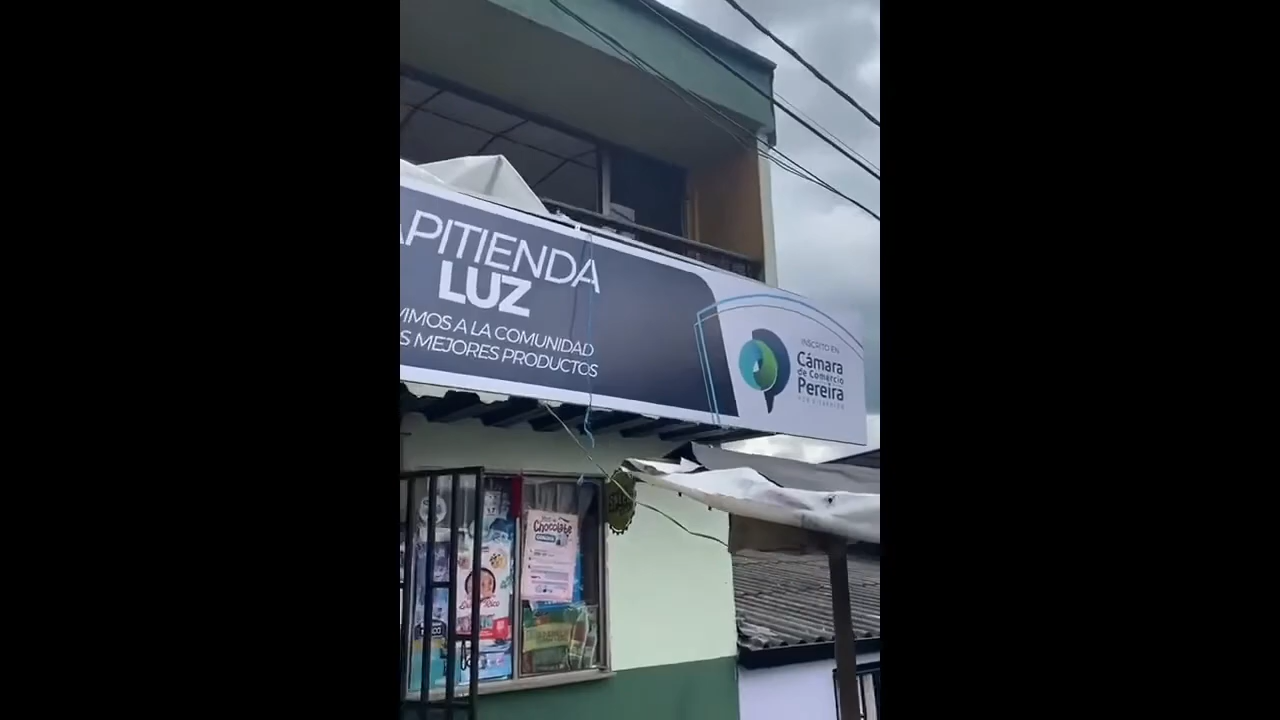 APITIENDA
LUZ
VIMOS A LA COMUNIDAD
S MEJORES PRODUCTOS
INSCRITO EN
Cámara
de Comercio
Pereira
Chocolate